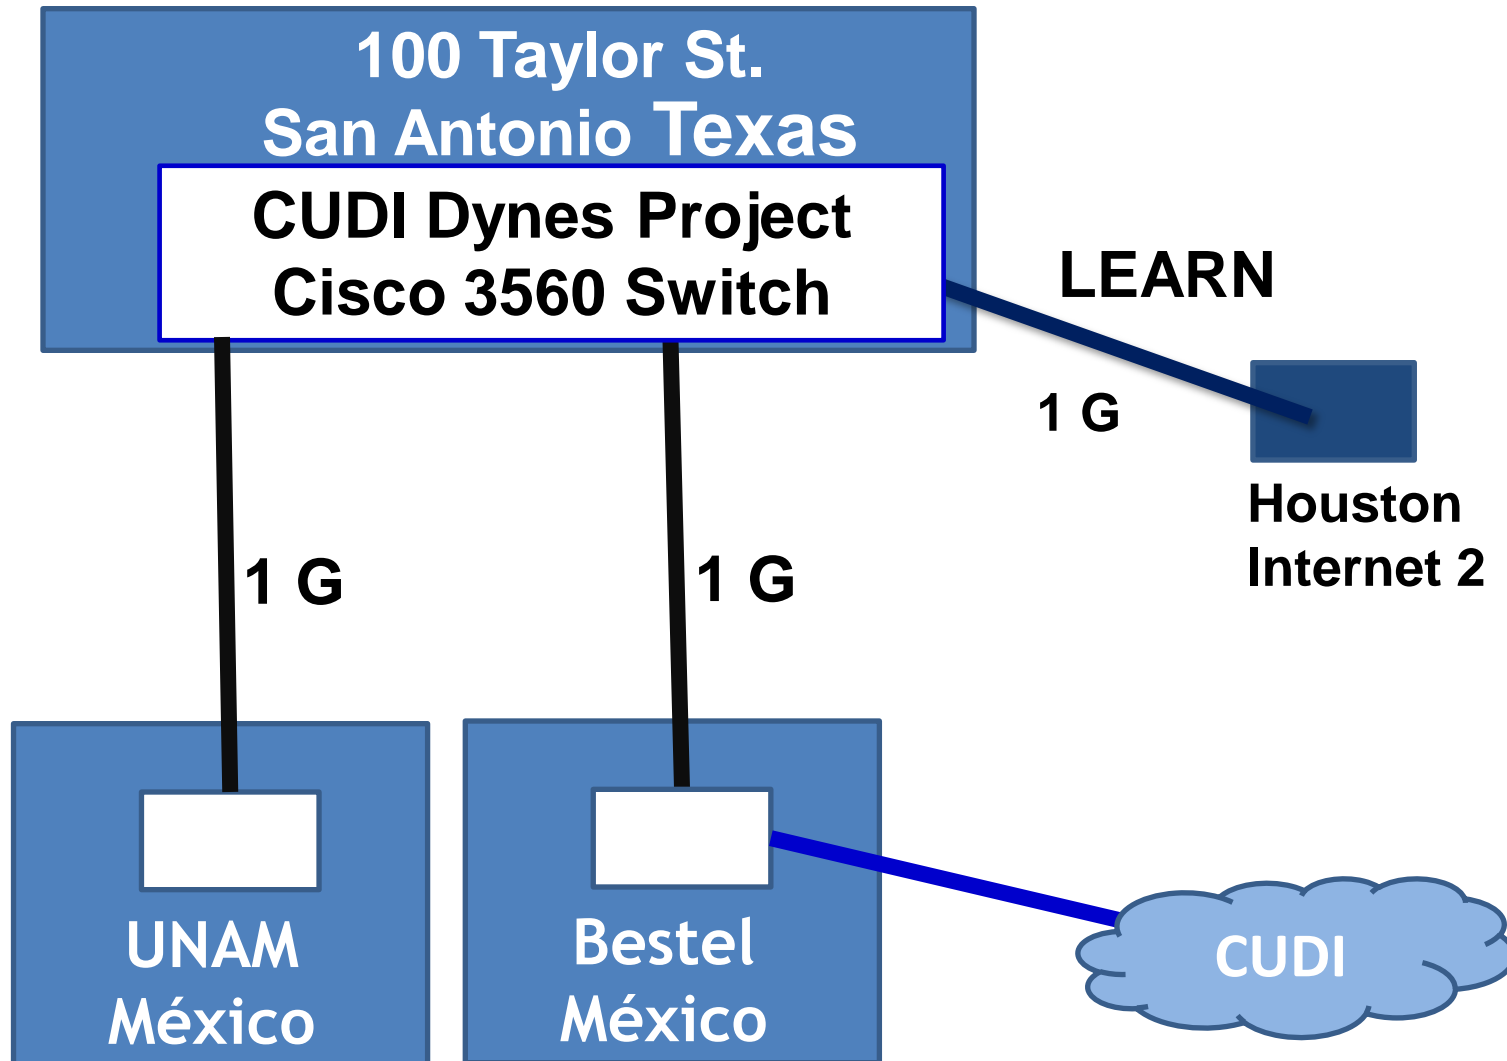 100 Taylor St.
San Antonio Texas
CUDI Dynes Project
Cisco 3560 Switch
LEARN
1 G
Houston
Internet 2
1 G
1 G
UNAM
México
Bestel
México
CUDI